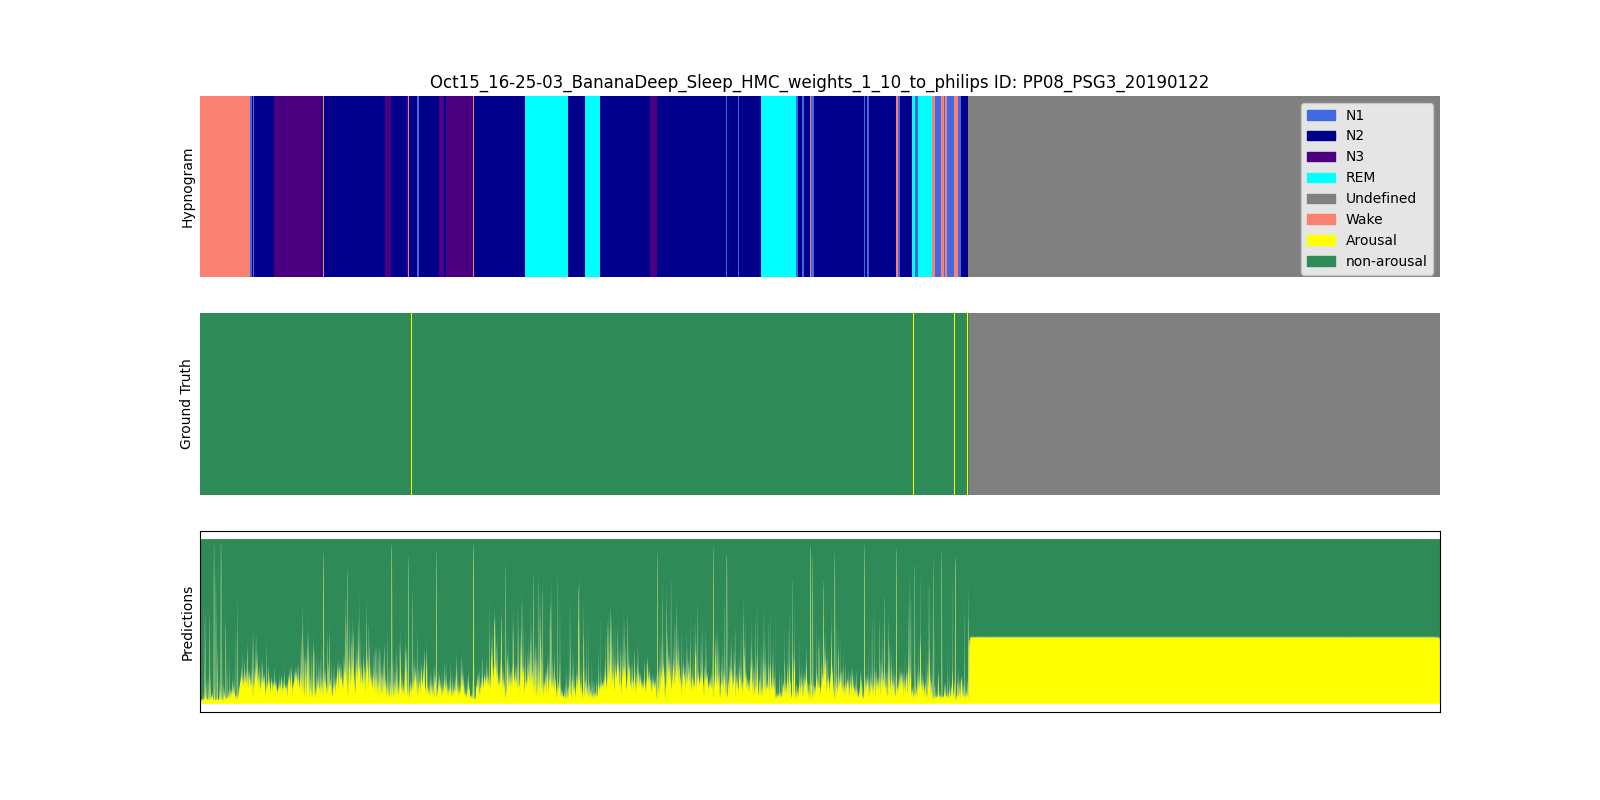 Oct15_16-25-03_BananaDeep_Sleep_HMC_weights_1_10_to_philips ID: PP08_PSG3_20190122
Hypnogram
N1
N2
N3
REM
Undefined
Wake
Arousal
non-arousal
Ground Truth
Predictions